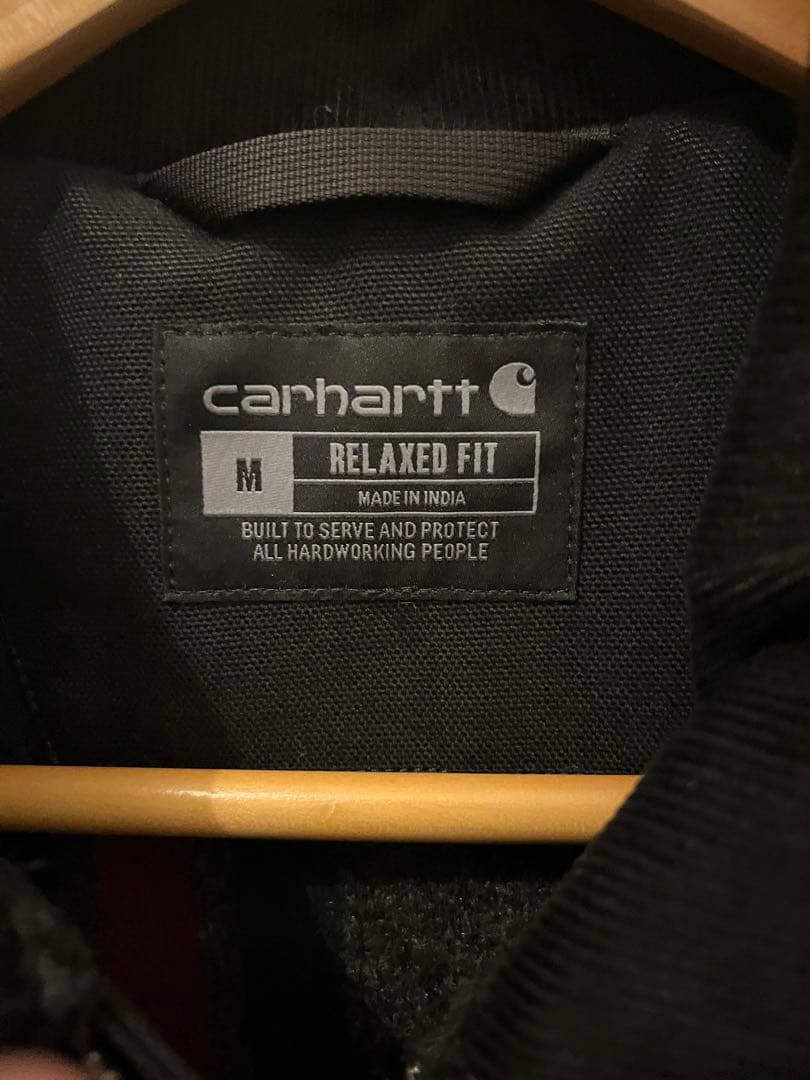 carhartt
M
RELAXED FIT
MADE IN INDIA
BUILT TO SERVE AND PROTECT
ALL HARDWORKING PEOPLE